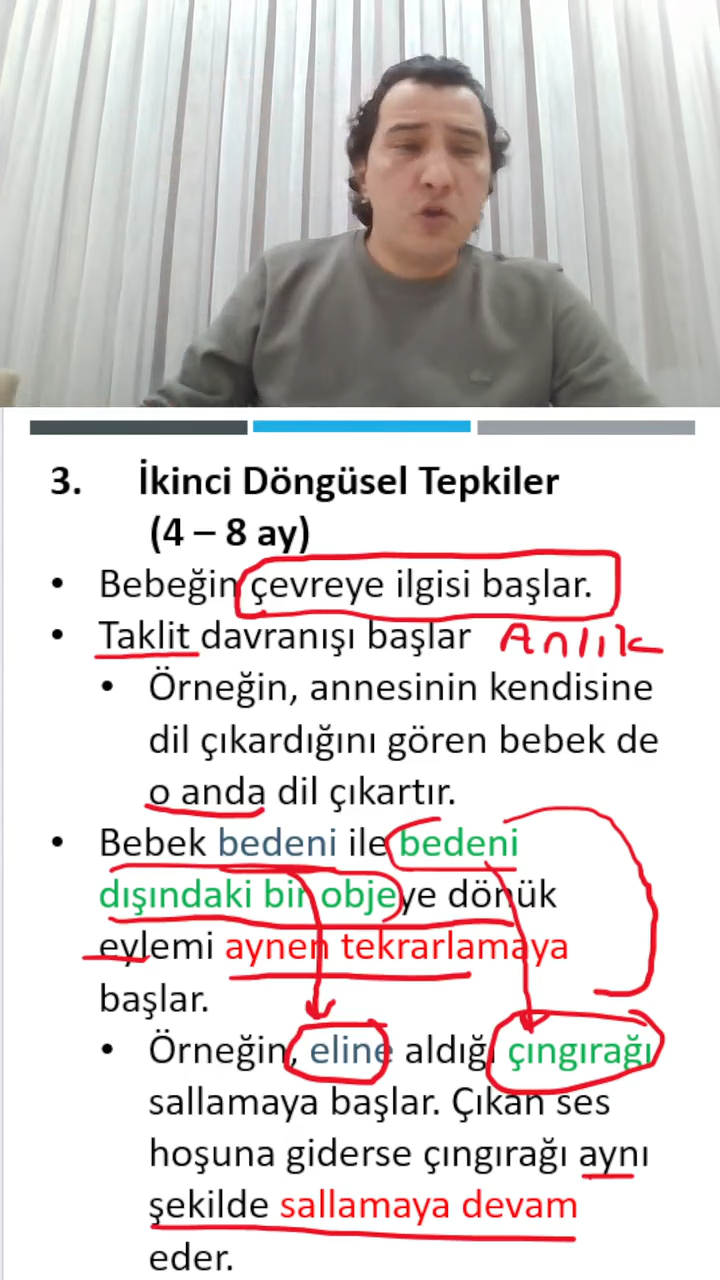 3. İkinci Döngüsel Tepkiler
(4 – 8 ay)
• Bebeğin çevreye ilgisi başlar.
• Taklit davranışı başlar Anlık
• Örneğin, annesinin kendisine
dil çıkardığını gören bebek de
o anda dil çıkartır.
• Bebek bedeni ile bedeni
dışındaki bir objeye dönük
eylemi aynen tekrarlamaya
başlar.
• Örneğin, eline aldığı çıngırağı
sallamaya başlar. Çıkan ses
hoşuna giderse çıngırağı aynı
şekilde sallamaya devam
eder.